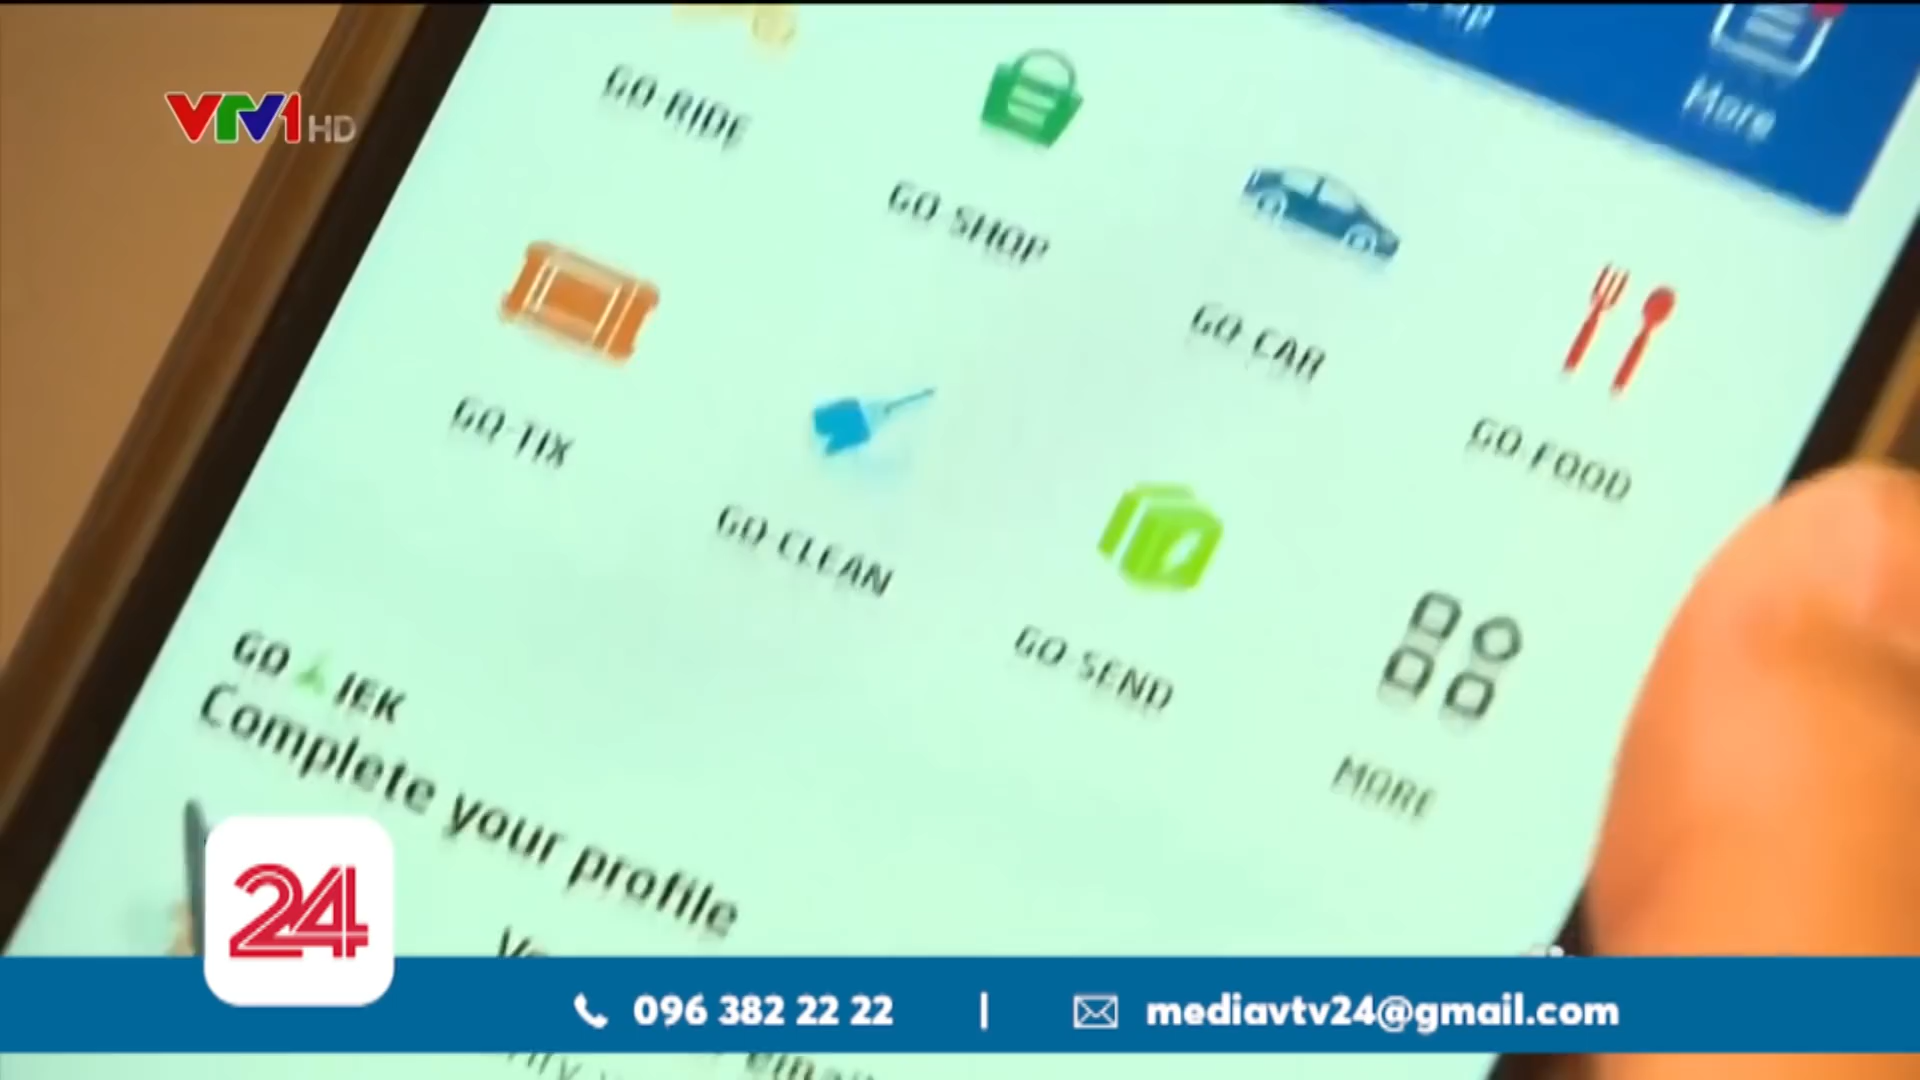 VTV1 HD
More
GO-RIDE
GO-SHOP
GO-CAR
GO-FOOD
GO-TIX
GO-CLEAN
GO-SEND
MORE
GO JEK
Complete your profile
24
096 382 22 22 | mediavtv24@gmail.com